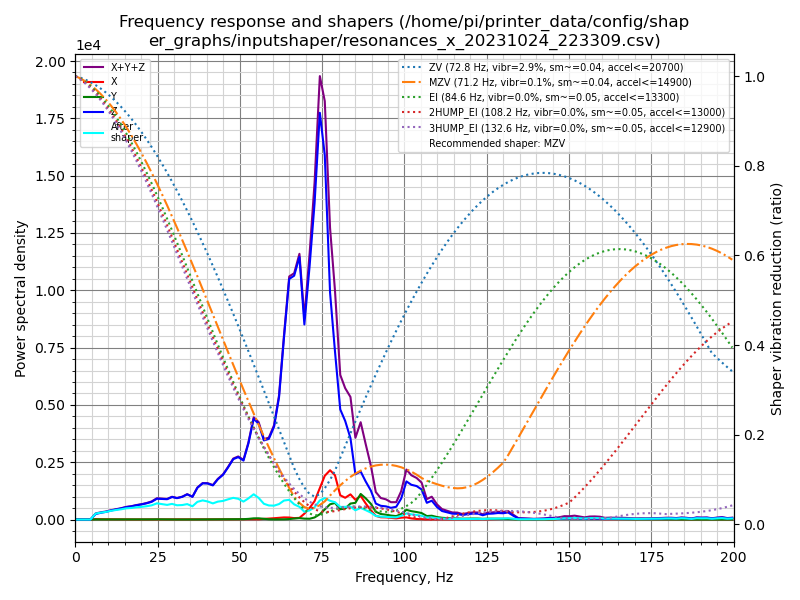 Frequency response and shapers (/home/pi/printer_data/config/shap
er_graphs/inputshaper/resonances_x_20231024_223309.csv)
1e4
X+Y+Z
X
Y
Z
After
shaper
ZV (72.8 Hz, vibr=2.9%, sm~=0.04, accel<=20700)
MZV (71.2 Hz, vibr=0.1%, sm~=0.04, accel<=14900)
EI (84.6 Hz, vibr=0.0%, sm~=0.05, accel<=13300)
2HUMP_EI (108.2 Hz, vibr=0.0%, sm~=0.05, accel<=13000)
3HUMP_EI (132.6 Hz, vibr=0.0%, sm~=0.05, accel<=12900)
Recommended shaper: MZV
Power spectral density
2.00
1.75
1.50
1.25
1.00
0.75
0.50
0.25
0.00
0
25
50
75
100
125
150
175
200
Frequency, Hz
1.0
0.8
0.6
0.4
0.2
0.0
Shaper vibration reduction (ratio)